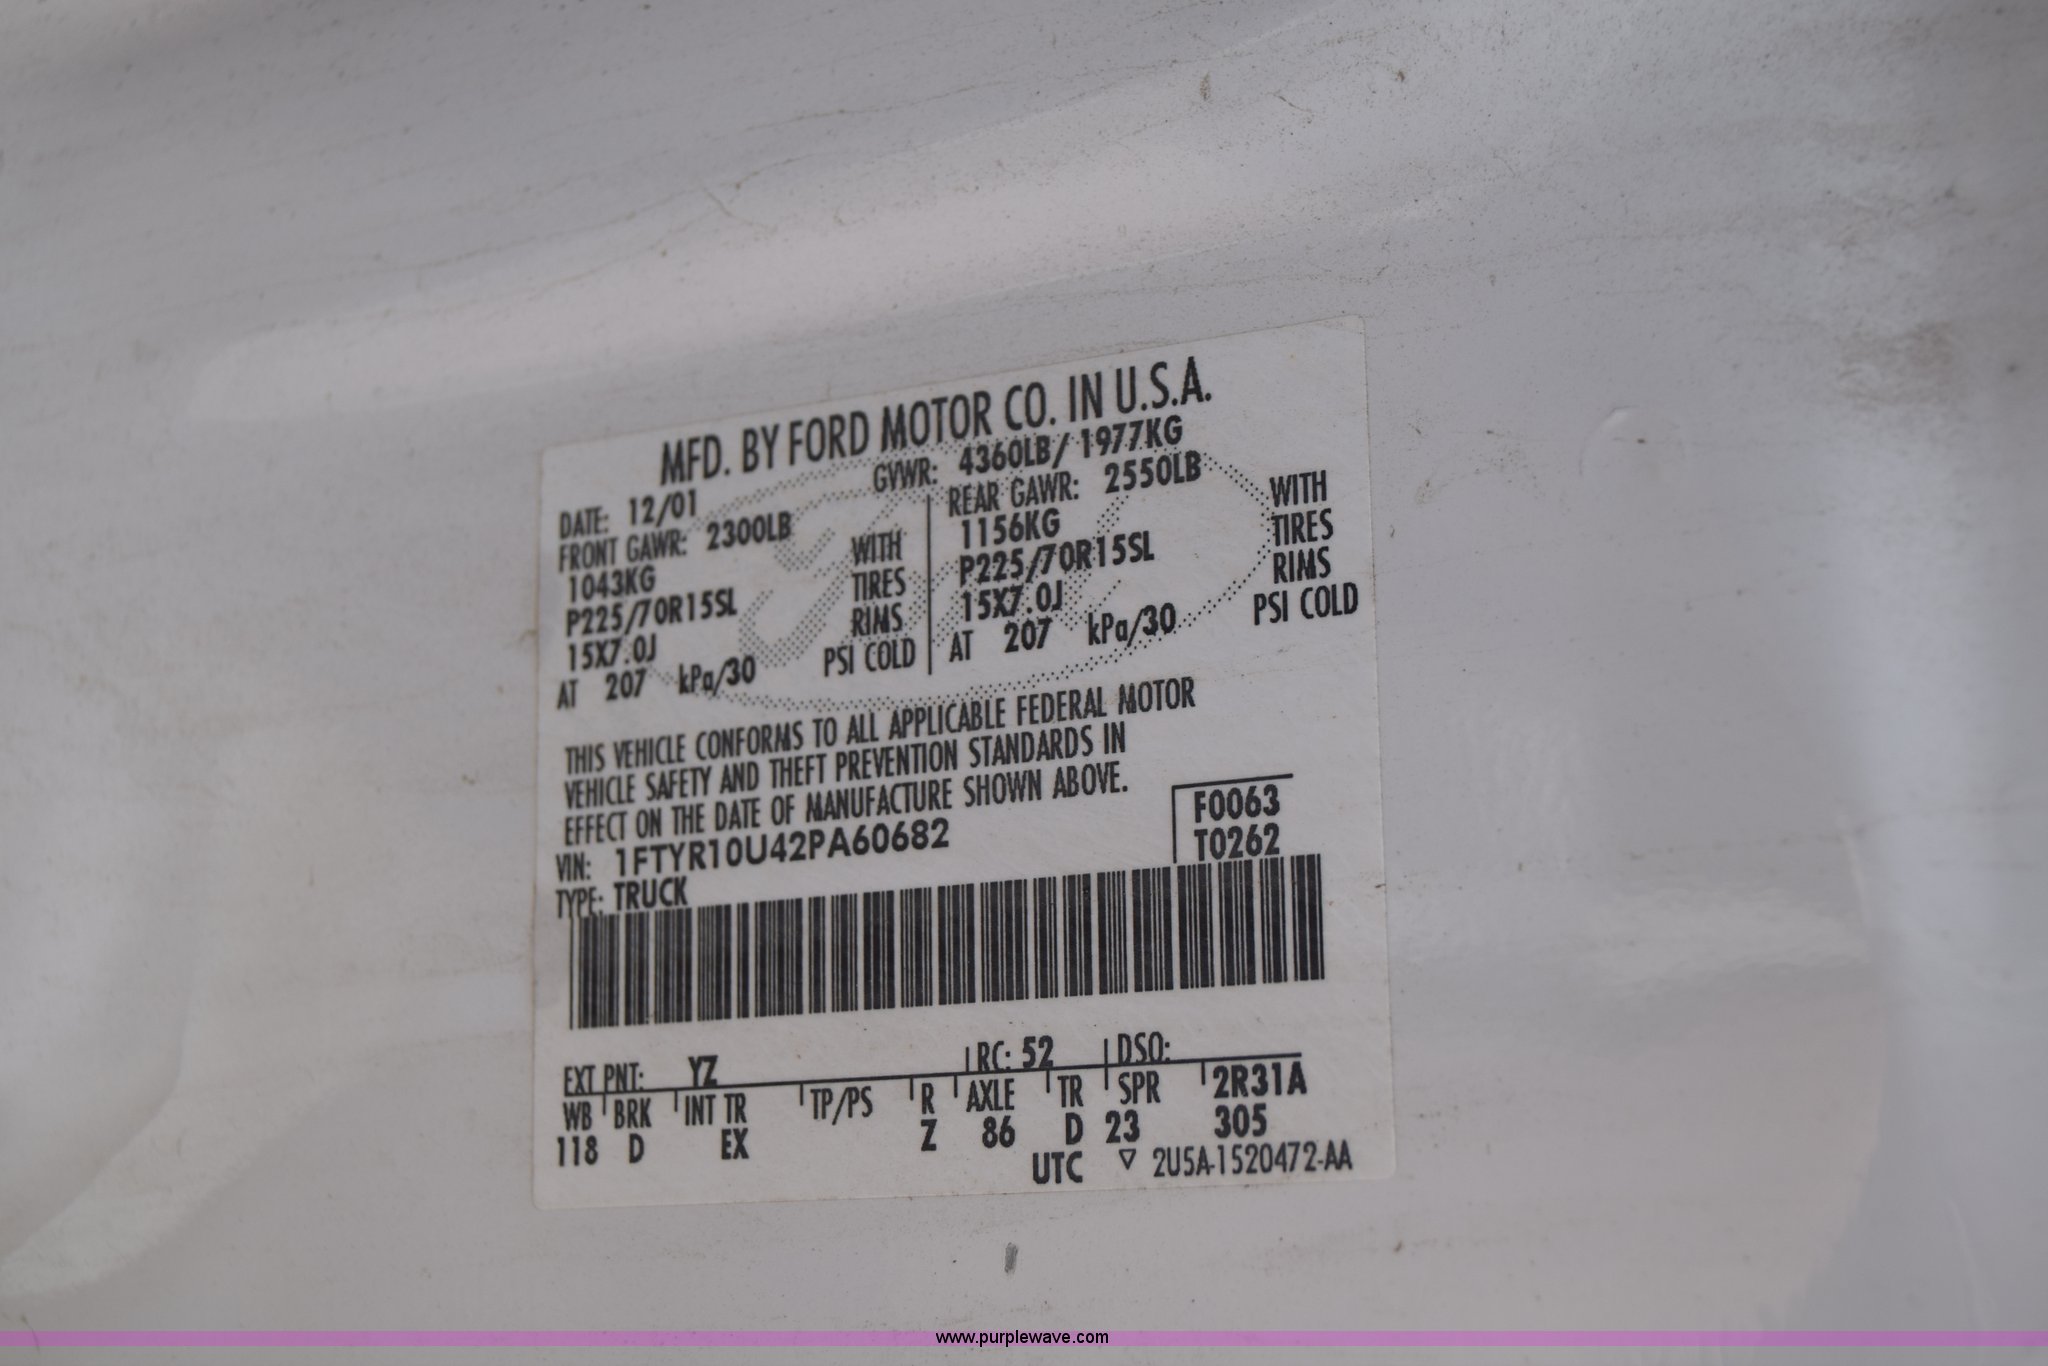 MFD. BY FORD MOTOR CO. IN U.S.A.
DATE: 12/01 GVWR: 4360LB/ 1977KG
FRONT GAWR: 2300LB REAR GAWR: 2550LB
1043KG WITH 1156KG WITH
P225/70R15SL TIRES P225/70R15SL TIRES
15X7.0J RIMS 15X7.0J RIMS
AT 207 kPa/30 PSI COLD AT 207 kPa/30 PSI COLD
THIS VEHICLE CONFORMS TO ALL APPLICABLE FEDERAL MOTOR
VEHICLE SAFETY AND THEFT PREVENTION STANDARDS IN
EFFECT ON THE DATE OF MANUFACTURE SHOWN ABOVE.
F0063
VIN: 1FTYR10U42PA60682 T0262
TYPE: TRUCK
EXT PNT: YZ RC: 52 DSO:
WB BRK INT TR TP/PS R AXLE TR SPR 2R31A
118 D EX Z 86 D 23 305
UTC ▽ 2U5A-1520472-AA
www.purplewave.com